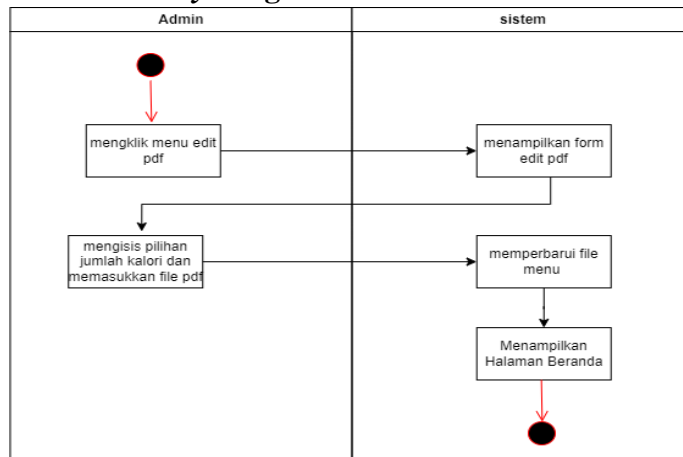 Admin
sistem
mengklik menu edit
pdf
menampilkan form
edit pdf
mengisis pilihan
jumlah kalori dan
memasukkan file pdf
memperbarui file
menu
Menampilkan
Halaman Beranda